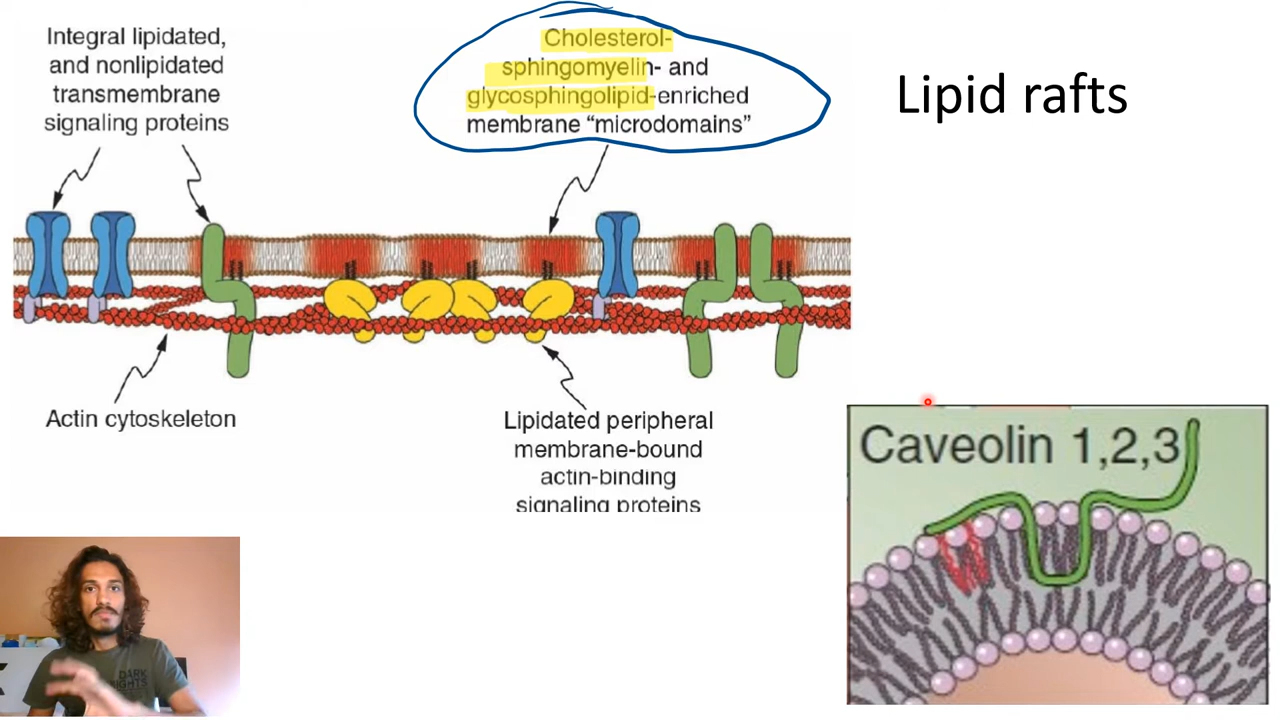 Integral lipidated,
and nonlipidated
transmembrane
signaling proteins
Cholesterol-
sphingomyelin- and
glycosphingolipid-enriched
membrane “microdomains”
Lipid rafts
Actin cytoskeleton
Lipidated peripheral
membrane-bound
actin-binding
signaling proteins
Caveolin 1,2,3
DARK